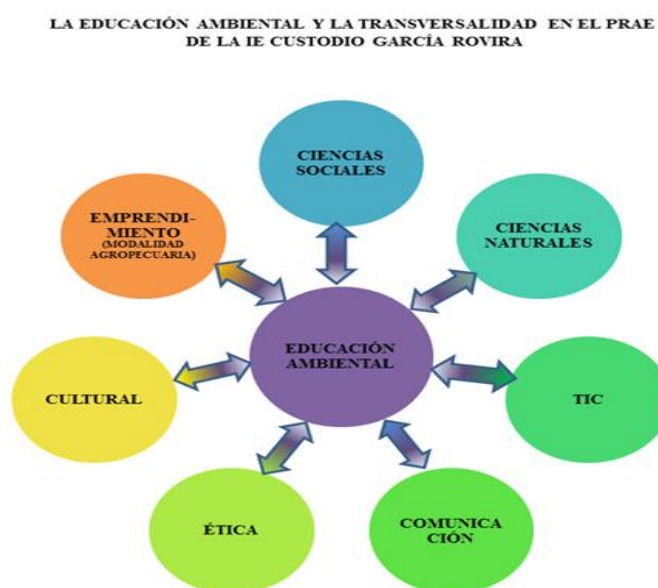 LA EDUCACIÓN AMBIENTAL Y LA TRANSVERSALIDAD EN EL PRAE
DE LA IE CUSTODIO GARCÍA ROVIRA
CIENCIAS
SOCIALES
EMPRENDI-
MIENTO
(MODALIDAD
AGROPECUARIA)
CIENCIAS
NATURALES
EDUCACIÓN
AMBIENTAL
CULTURAL
TIC
ÉTICA
COMUNICA
CIÓN